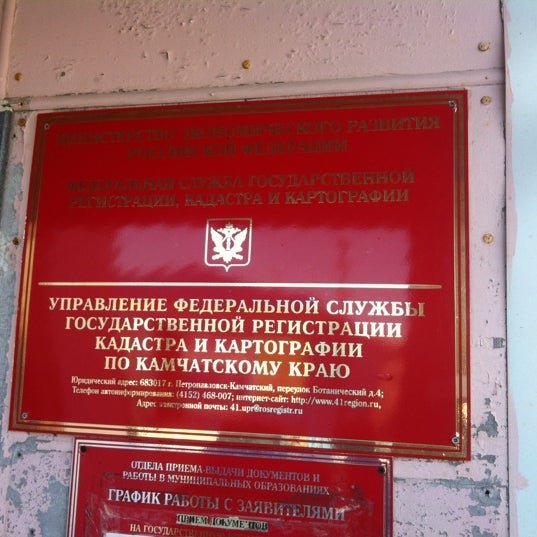 МИНИСТЕРСТВО ЭКОНОМИЧЕСКОГО РАЗВИТИЯ
РОССИЙСКОЙ ФЕДЕРАЦИИ
ФЕДЕРАЛЬНАЯ СЛУЖБА ГОСУДАРСТВЕННОЙ
РЕГИСТРАЦИИ, КАДАСТРА И КАРТОГРАФИИ
УПРАВЛЕНИЕ ФЕДЕРАЛЬНОЙ СЛУЖБЫ
ГОСУДАРСТВЕННОЙ РЕГИСТРАЦИИ
КАДАСТРА И КАРТОГРАФИИ
ПО КАМЧАТСКОМУ КРАЮ
Юридический адрес: 683017 г. Петропавловск-Камчатский, переулок Ботанический д.4;
Телефон автоинформирования: (4152) 468-007; интернет-сайт: http://www.41region.ru,
Адрес электронной почты: 41.upr@rosregistr.ru
ОТДЕЛА ПРИЕМА-ВЫДАЧИ ДОКУМЕНТОВ И
РАБОТЫ В МУНИЦИПАЛЬНЫХ ОБРАЗОВАНИЯХ
ГРАФИК РАБОТЫ С ЗАЯВИТЕЛЯМИ
ПРИЕМ ДОКУМЕНТОВ
НА ГОСУДАРСТВЕН